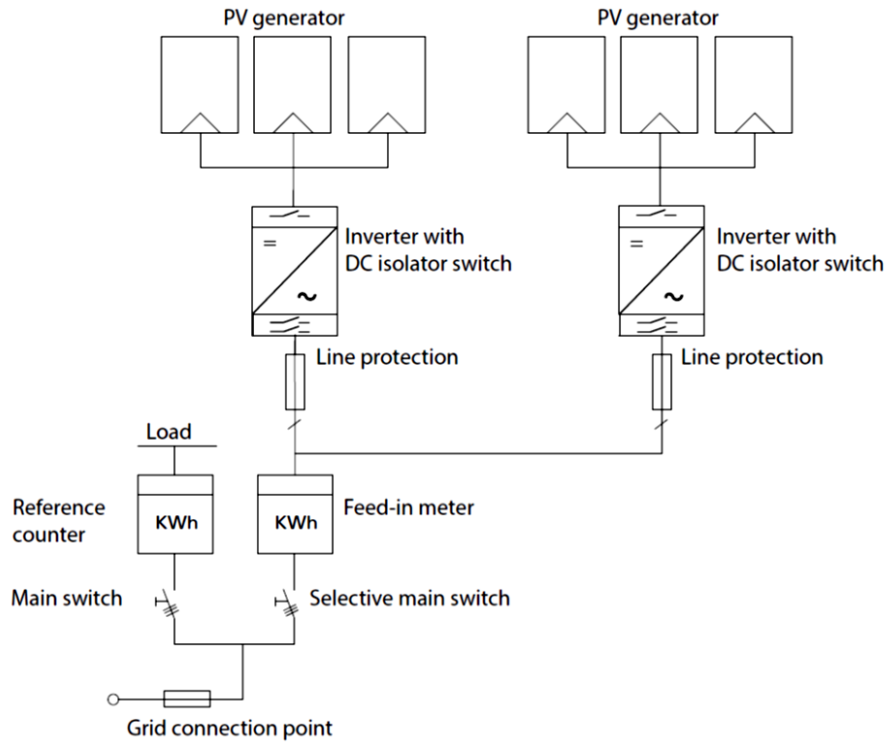 PV generator
PV generator
Inverter with
DC isolator switch
Inverter with
DC isolator switch
Line protection
Line protection
Load
Reference
counter
KWh
KWh
Feed-in meter
Main switch
Selective main switch
Grid connection point